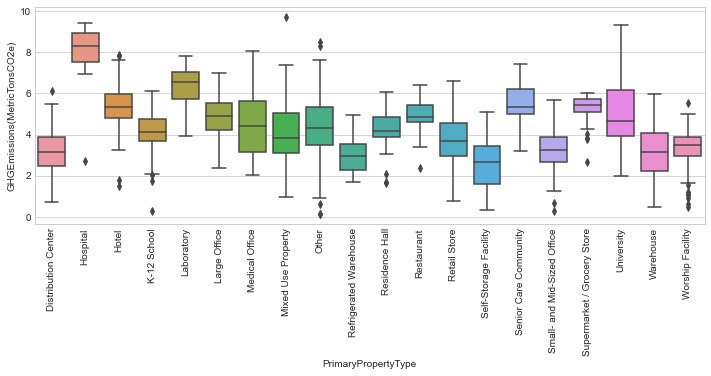 GHGEmissions(MetricTonsCO2e)
10
8
6
4
2
0
Distribution Center
Hospital
Hotel
K-12 School
Laboratory
Large Office
Medical Office
Mixed Use Property
Other
Refrigerated Warehouse
Residence Hall
Restaurant
Retail Store
Self-Storage Facility
Senior Care Community
Small- and Mid-Sized Office
Supermarket / Grocery Store
University
Warehouse
Worship Facility
PrimaryPropertyType